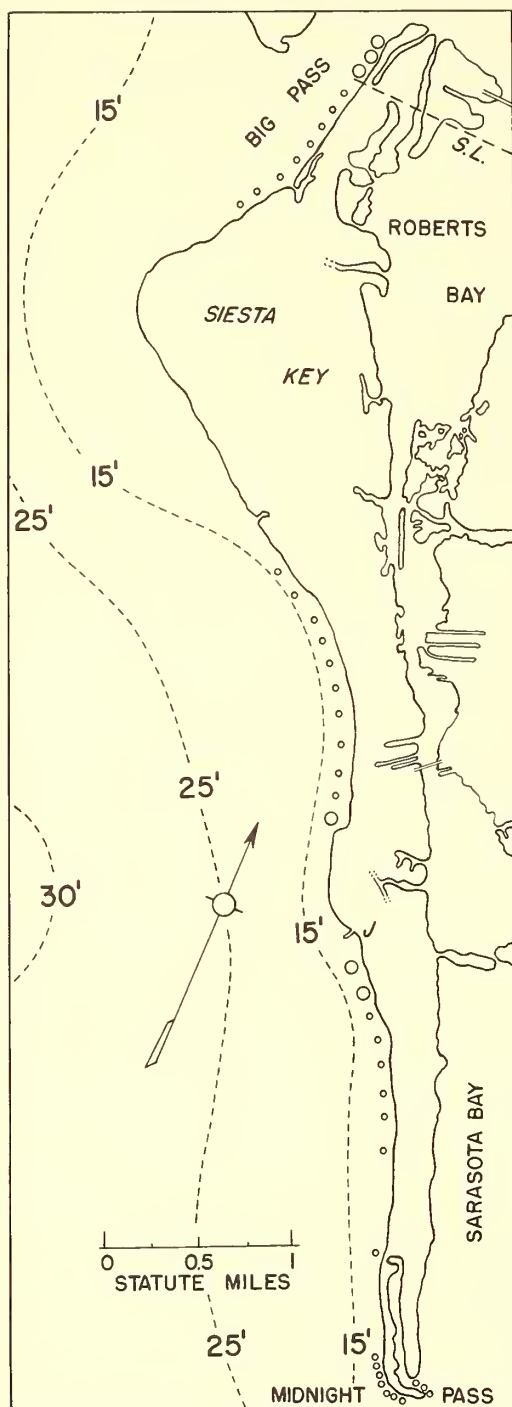 15'
BIG PASS
S.L.
ROBERTS
BAY
SIESTA
KEY
15'
25'
25'
30'
15'
SARASOTA BAY
0 0.5 1
STATUTE MILES
25'
15'
MIDNIGHT PASS